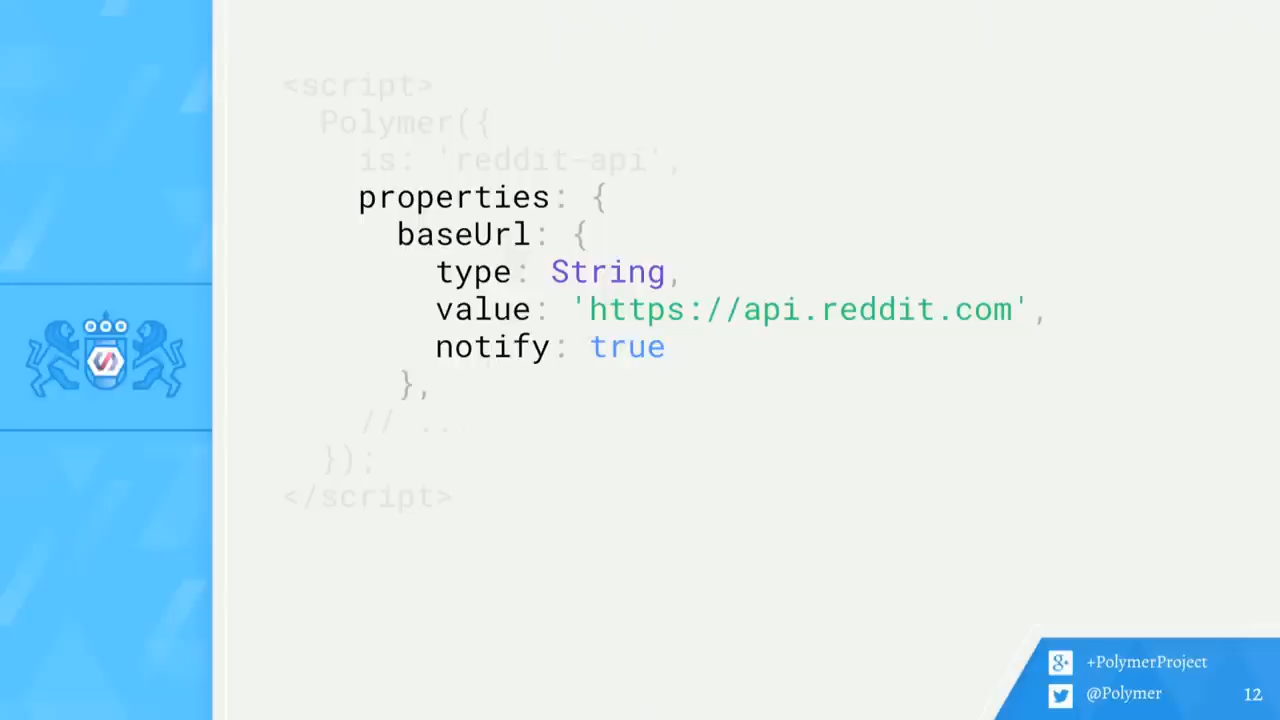 <script>
Polymer({
is: 'reddit-api',
properties: {
baseUrl: {
type: String,
value: 'https://api.reddit.com',
notify: true
},
// ...
});
</script>
+PolymerProject
@Polymer
12